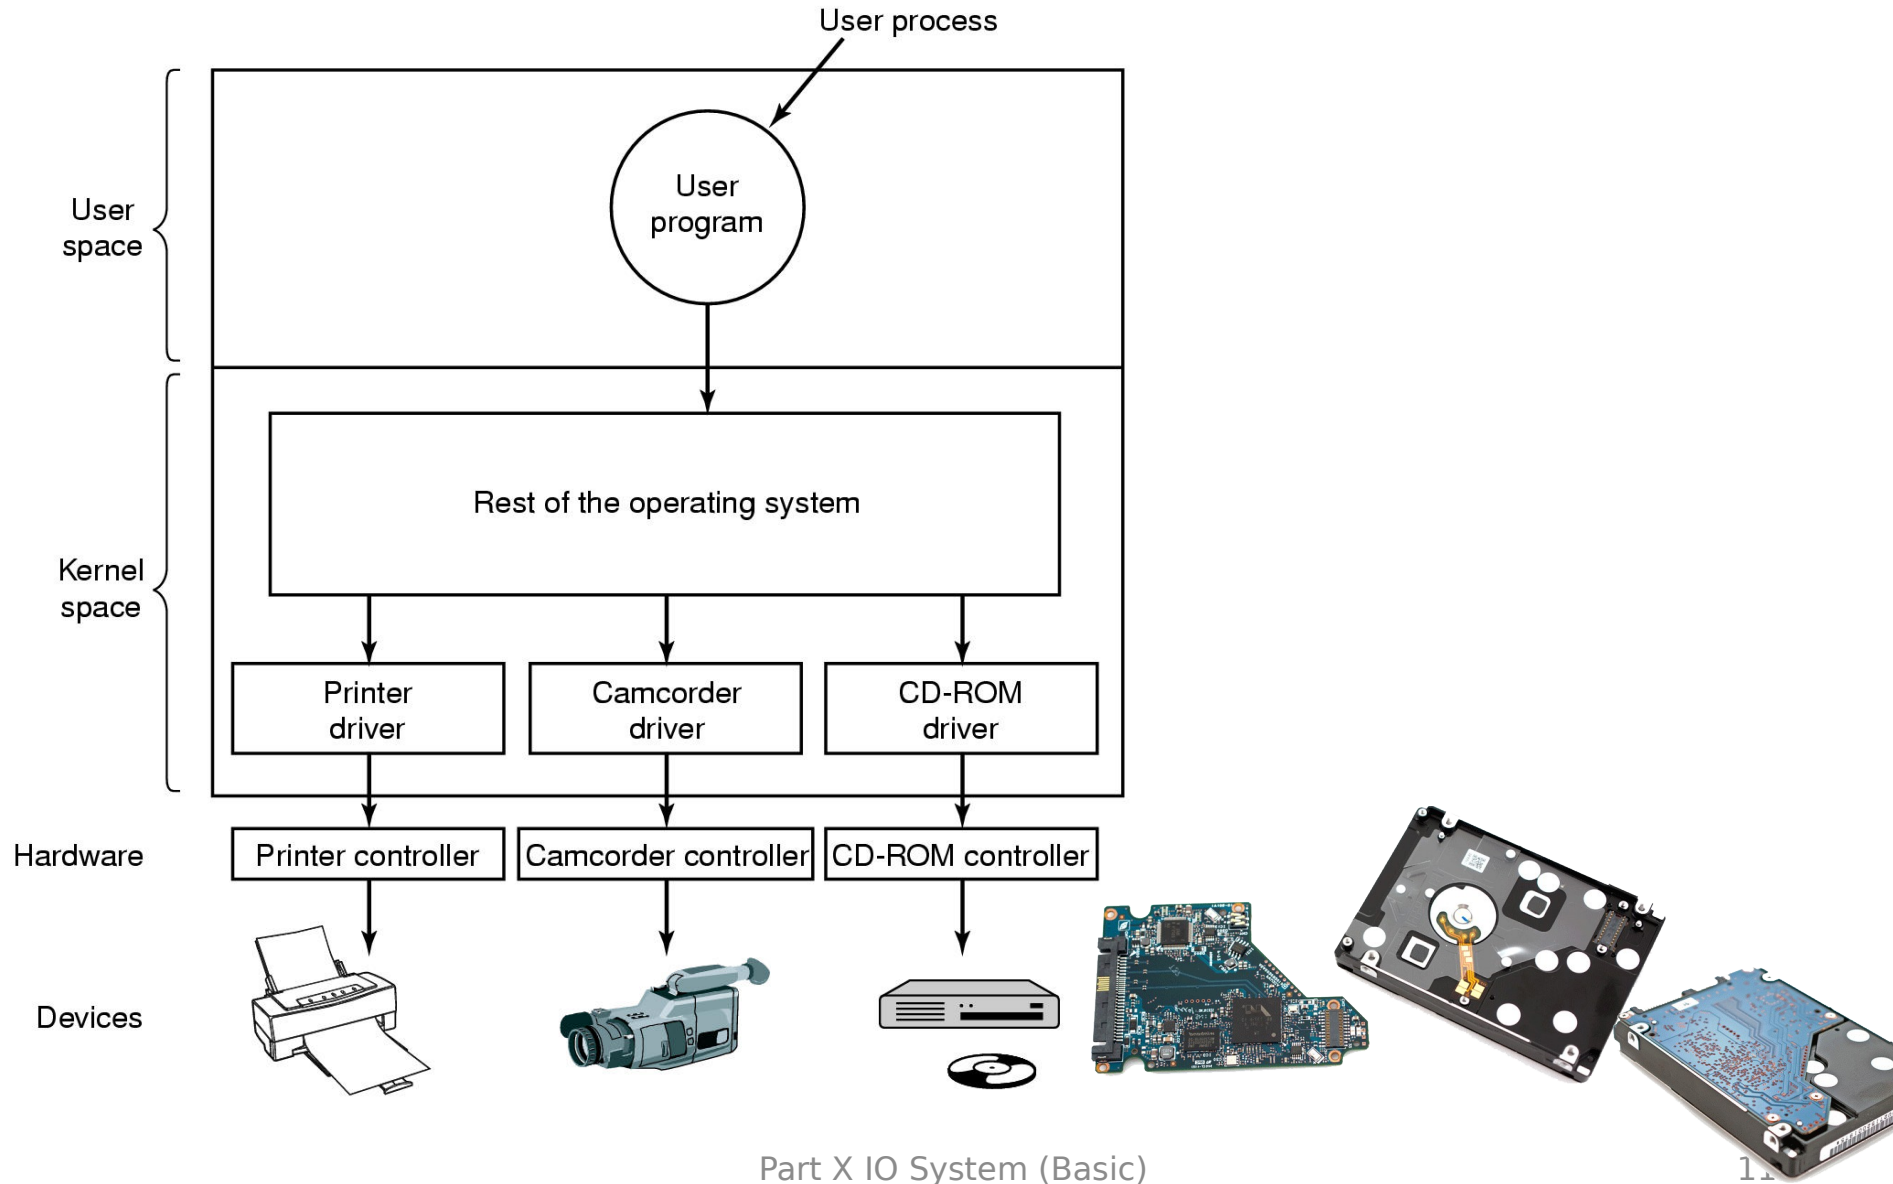 User process
User
program
User
space
Rest of the operating system
Kernel
space
Printer
driver
Camcorder
driver
CD-ROM
driver
Hardware
Printer controller
Camcorder controller
CD-ROM controller
Devices
Part X IO System (Basic)